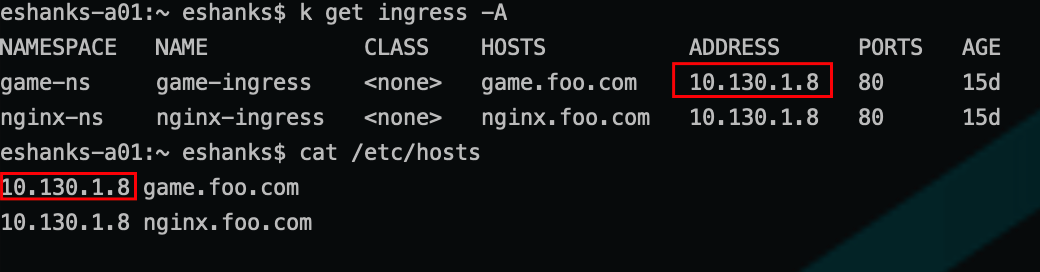 eshanks-a01:~ eshanks$ k get ingress -A
NAMESPACE   NAME            CLASS    HOSTS           ADDRESS      PORTS   AGE
game-ns     game-ingress    <none>   game.foo.com    10.130.1.8   80      15d
nginx-ns    nginx-ingress   <none>   nginx.foo.com   10.130.1.8   80      15d
eshanks-a01:~ eshanks$ cat /etc/hosts
10.130.1.8 game.foo.com
10.130.1.8 nginx.foo.com